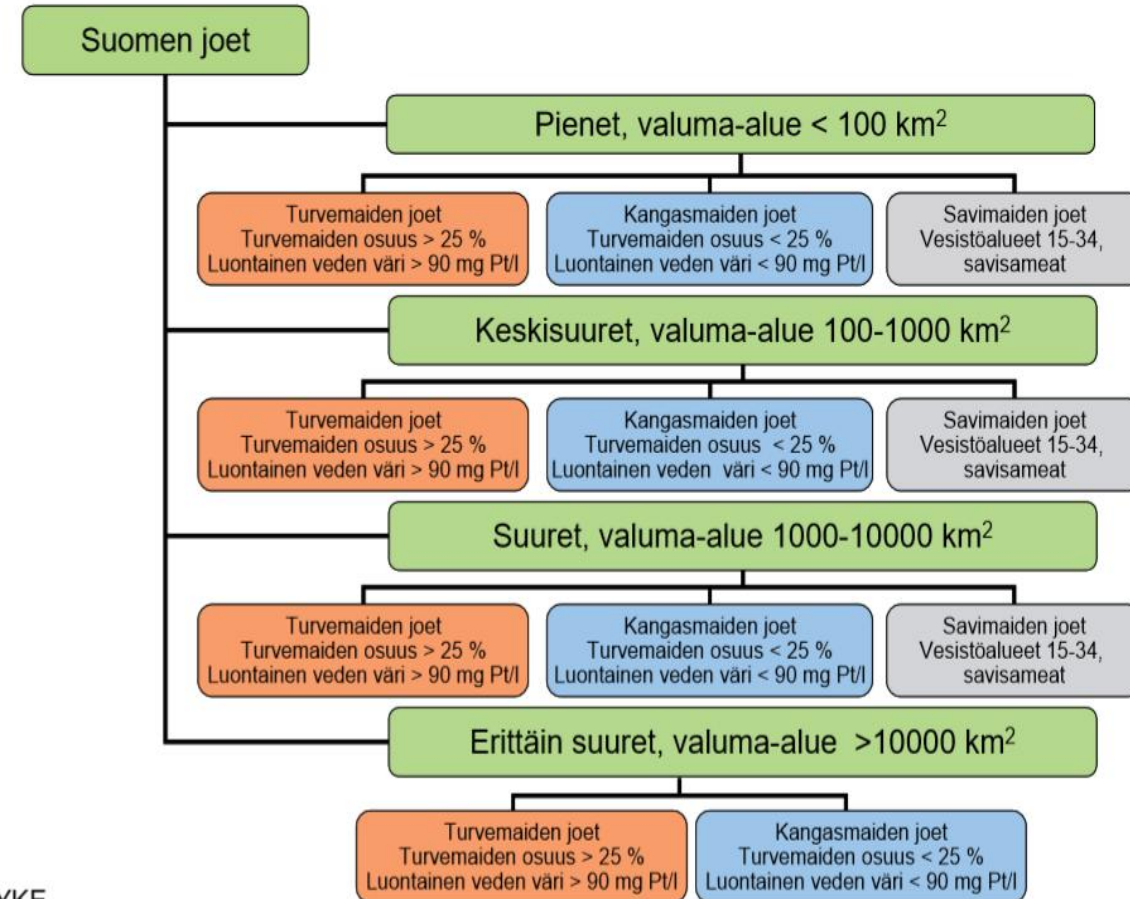 Suomen joet
Pienet, valuma-alue < 100 km²
Turvemaiden joet
Turvemaiden osuus > 25 %
Luontainen veden väri > 90 mg Pt/l
Kangasmaiden joet
Turvemaiden osuus < 25 %
Luontainen veden väri < 90 mg Pt/l
Savimaiden joet
Vesistöalueet 15-34,
savisameat
Keskisuuret, valuma-alue 100-1000 km²
Turvemaiden joet
Turvemaiden osuus > 25 %
Luontainen veden väri > 90 mg Pt/l
Kangasmaiden joet
Turvemaiden osuus < 25 %
Luontainen veden väri < 90 mg Pt/l
Savimaiden joet
Vesistöalueet 15-34,
savisameat
Suuret, valuma-alue 1000-10000 km²
Turvemaiden joet
Turvemaiden osuus > 25 %
Luontainen veden väri > 90 mg Pt/l
Kangasmaiden joet
Turvemaiden osuus < 25 %
Luontainen veden väri < 90 mg Pt/l
Savimaiden joet
Vesistöalueet 15-34,
savisameat
Erittäin suuret, valuma-alue >10000 km²
Turvemaiden joet
Turvemaiden osuus > 25 %
Luontainen veden väri > 90 mg Pt/l
Kangasmaiden joet
Turvemaiden osuus < 25 %
Luontainen veden väri < 90 mg Pt/l